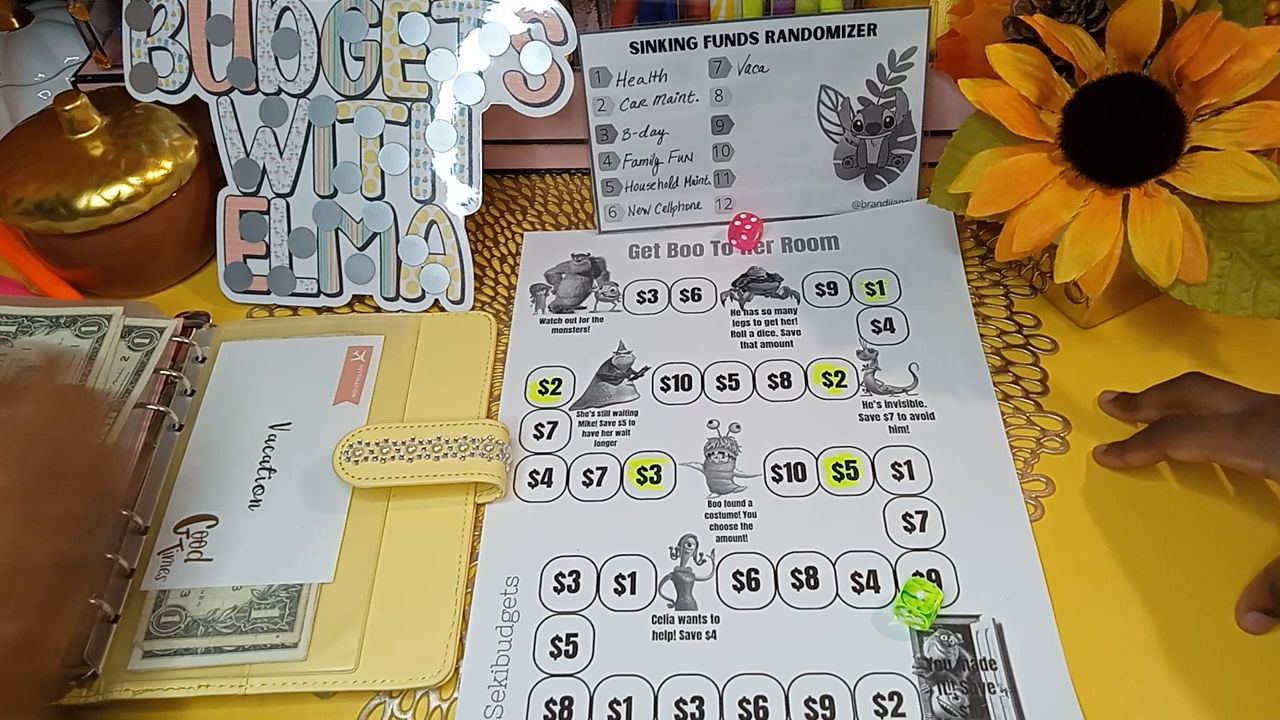 BUDGETS
WITH
ELMA
SINKING FUNDS RANDOMIZER
1 Health
2 Car Maint.
3 B-day
4 Family Fun
5 Household Maint.
6 New Cellphone
7 Vaca
8
9
10
11
12
Get Boo To Her Room
Watch out for the
monsters!
$3 $6
He has so many
legs to get her!
Roll a dice. Save
that amount
$9 $1
$4
$2
She's still waiting
Mike! Save $5 to
have her wait
longer
$10 $5 $8 $2
He's invisible.
Save $7 to avoid
him!
$7
$4 $7 $3
Boo found a
costume! You
choose the
amount!
$10 $5 $1
$7
$3 $1
Celia wants to
help! Save $4
$6 $8 $4 $9
$5
You made
it! Save
$8 $1 $3 $6 $9 $2
Sekibudgets
DESTINATION
Vacation
Good
Times